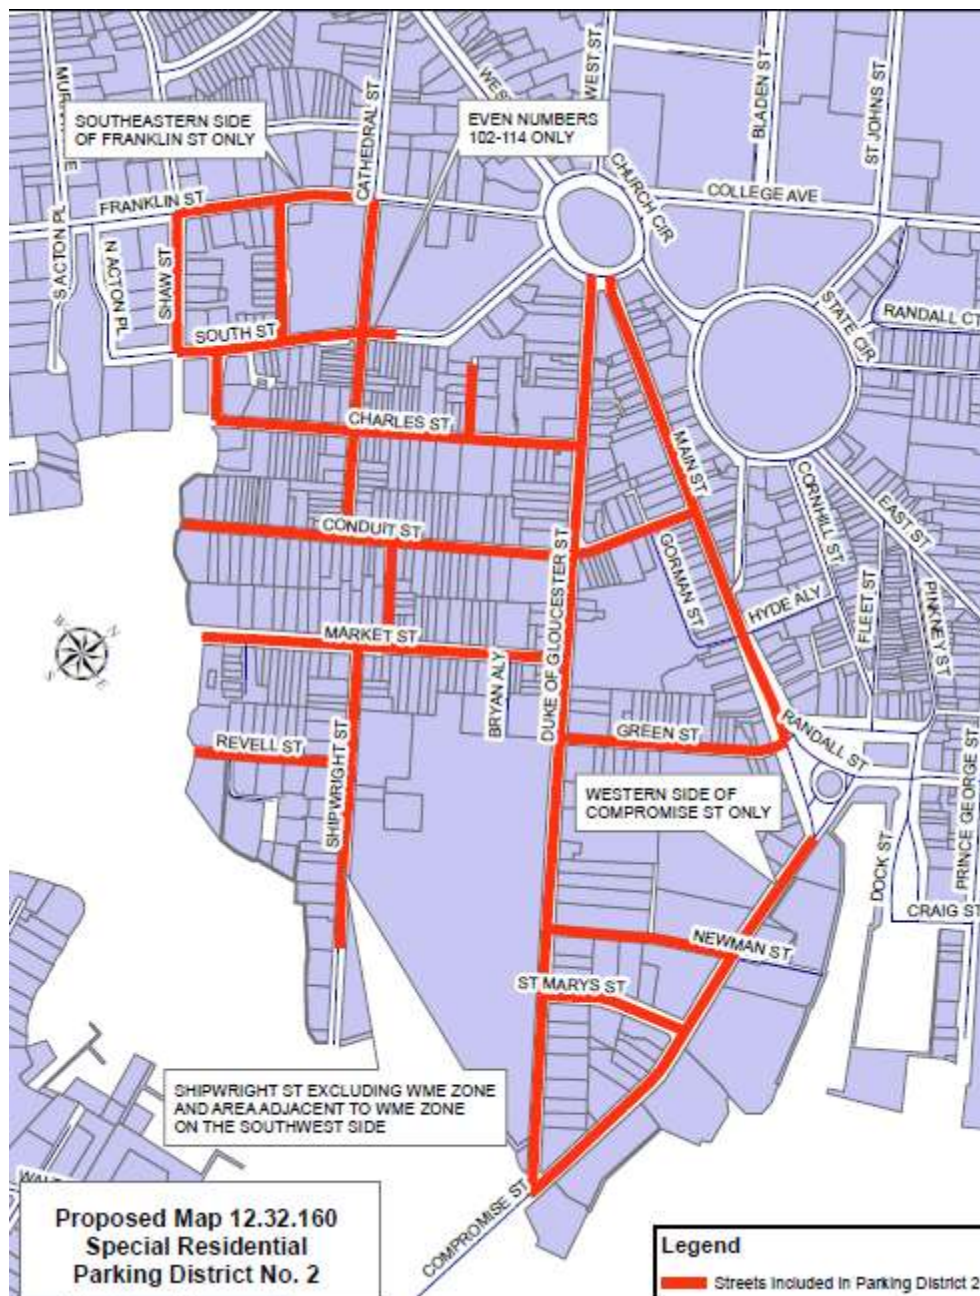 WEST ST
BLADEN ST
ST JOHNS ST
CATHEDRAL ST
SOUTHEASTERN SIDE
OF FRANKLIN ST ONLY
EVEN NUMBERS
102-114 ONLY
CHURCH CIR
COLLEGE AVE
FRANKLIN ST
S ACTON PL
N ACTON PL
SHAW ST
SOUTH ST
STATE CIR
RANDALL CT
CHARLES ST
MAIN ST
CORNHILL ST
EAST ST
CONDUIT ST
GORMAN ST
HYDE ALY
FLEET ST
PINKNEY ST
W
N
S
E
MARKET ST
BRYAN ALY
DUKE OF GLOUCESTER ST
GREEN ST
RANDALL ST
REVELL ST
SHIPWRIGHT ST
WESTERN SIDE OF
COMPROMISE ST ONLY
DOCK ST
PRINCE GEORGE ST
CRAIG ST
NEWMAN ST
ST MARYS ST
SHIPWRIGHT ST EXCLUDING WME ZONE
AND AREA ADJACENT TO WME ZONE
ON THE SOUTHWEST SIDE
COMPROMISE ST
Proposed Map 12.32.160
Special Residential
Parking District No. 2
Legend
Streets Included in Parking District 2